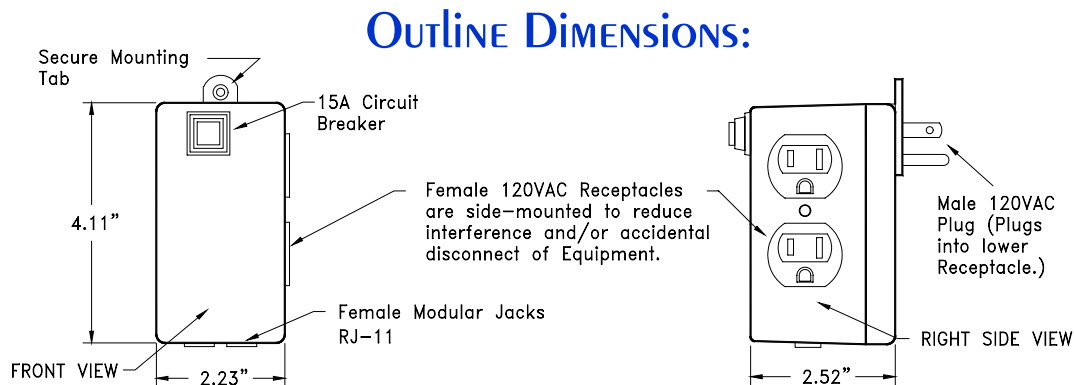 Outline Dimensions:
Secure Mounting
Tab
15A Circuit
Breaker
4.11”
Female 120VAC Receptacles
are side-mounted to reduce
interference and/or accidental
disconnect of Equipment.
Male 120VAC
Plug (Plugs
into lower
Receptacle.)
Female Modular Jacks
RJ-11
FRONT VIEW
2.23”
RIGHT SIDE VIEW
2.52”